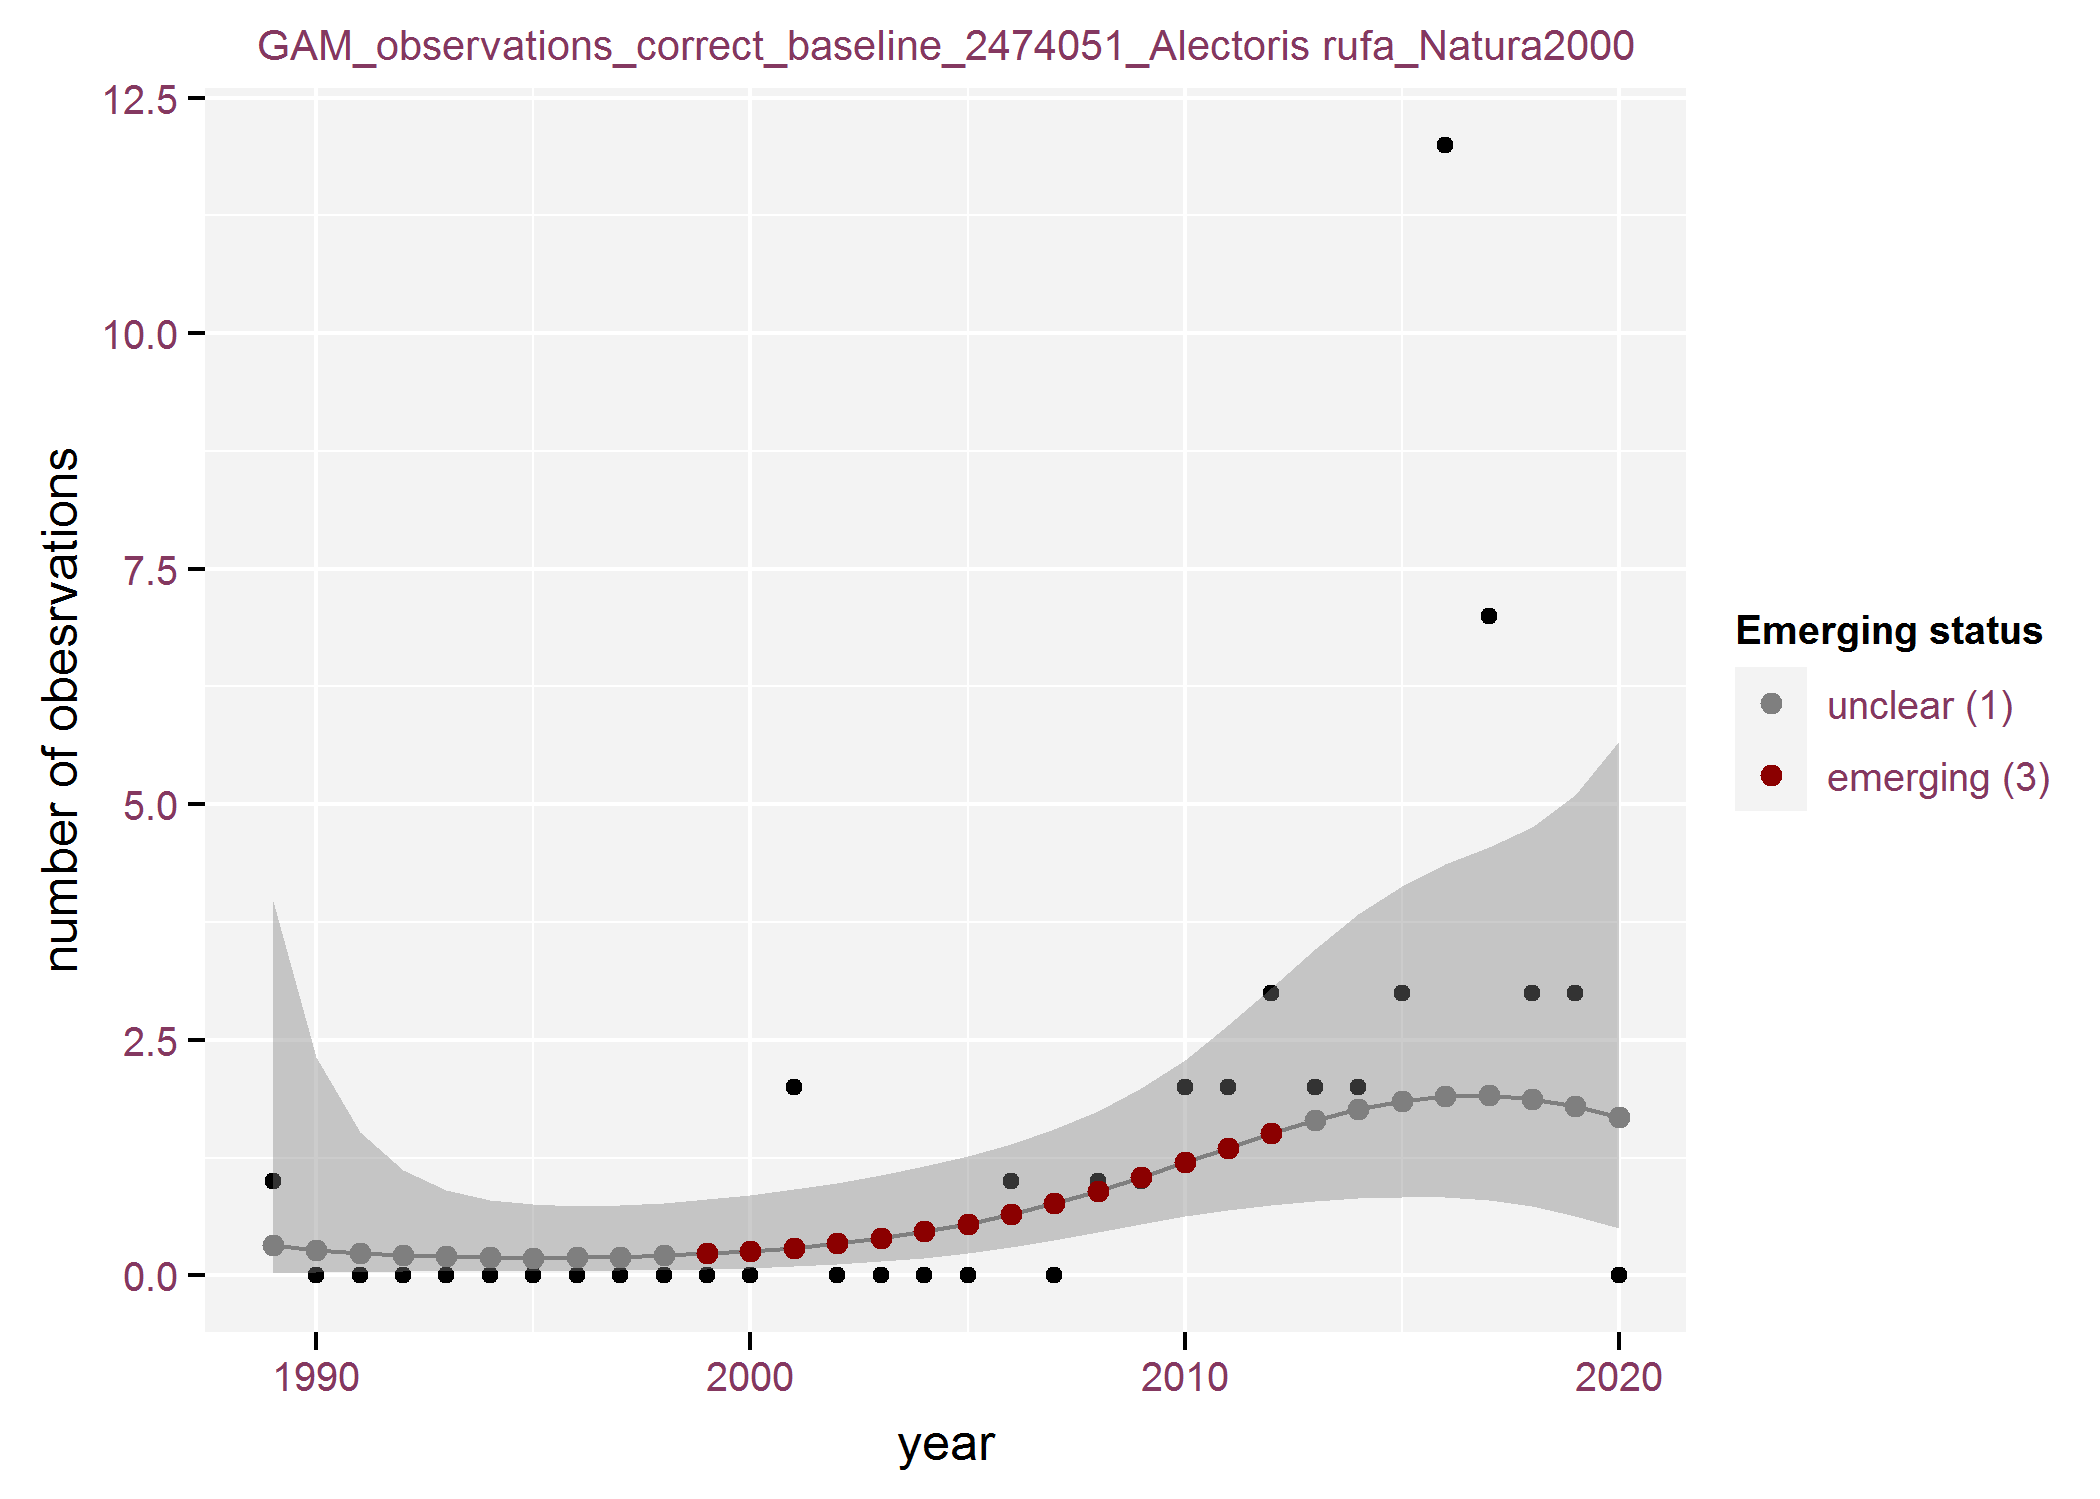 GAM_observations_correct_baseline_2474051_Alectoris rufa_Natura2000
12.5
10.0
7.5
5.0
2.5
0.0
number of obesrvations
1990
2000
2010
2020
year
Emerging status
unclear (1)
emerging (3)